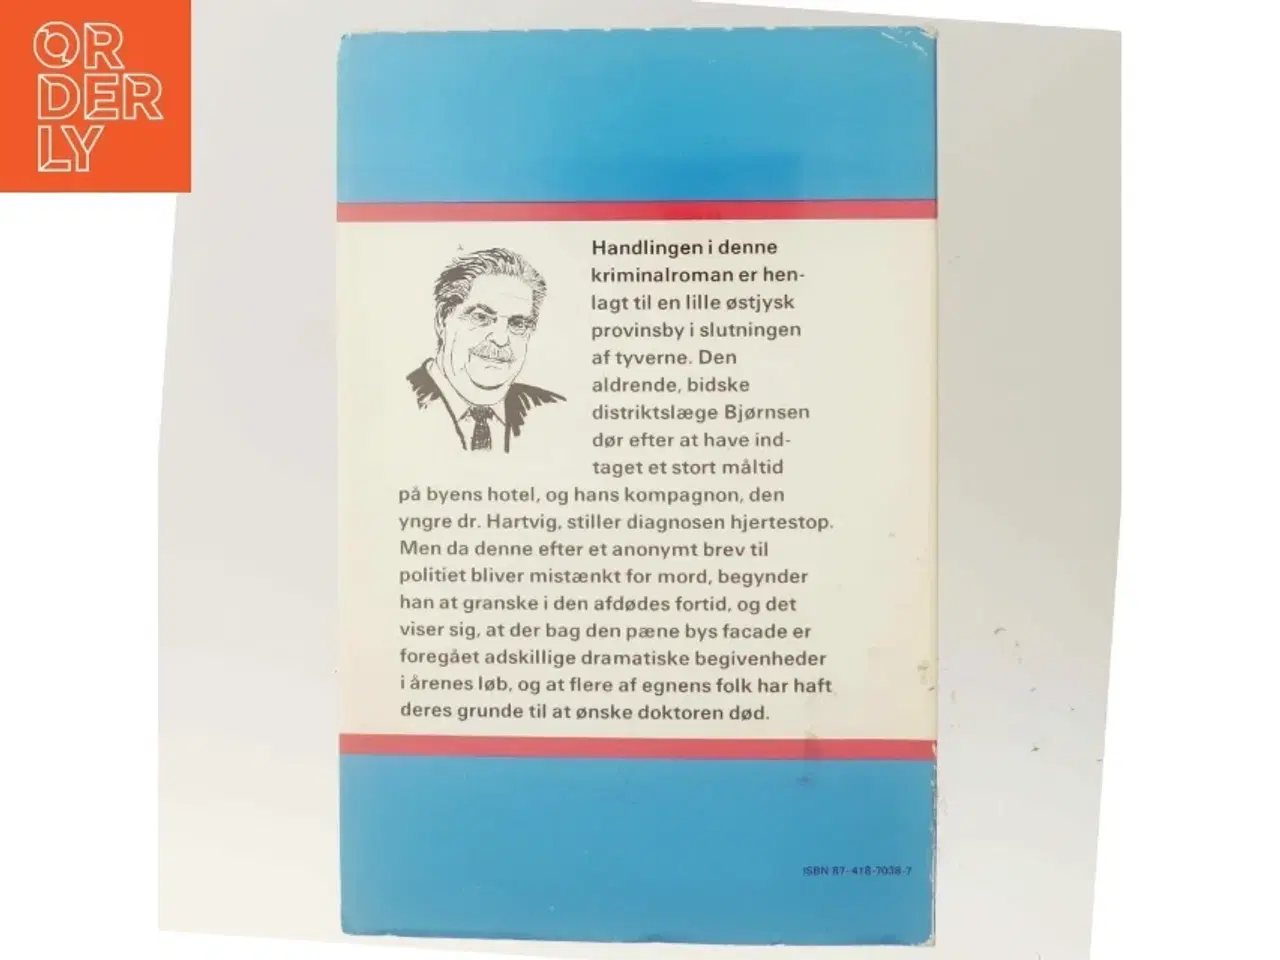 OR
DER
LY
Handlingen i denne
kriminalroman er hen-
lagt til en lille østjysk
provinsby i slutningen
af tyverne. Den
aldrende, bidske
distriktslæge Bjørnsen
dør efter at have ind-
taget et stort måltid
på byens hotel, og hans kompagnon, den
yngre dr. Hartvig, stiller diagnosen hjertestop.
Men da denne efter et anonymt brev til
politiet bliver mistænkt for mord, begynder
han at granske i den afdødes fortid, og det
viser sig, at der bag den pæne bys facade er
foregået adskillige dramatiske begivenheder
i årenes løb, og at flere af egnens folk har haft
deres grunde til at ønske doktoren død.
ISBN 87-418-7038-7